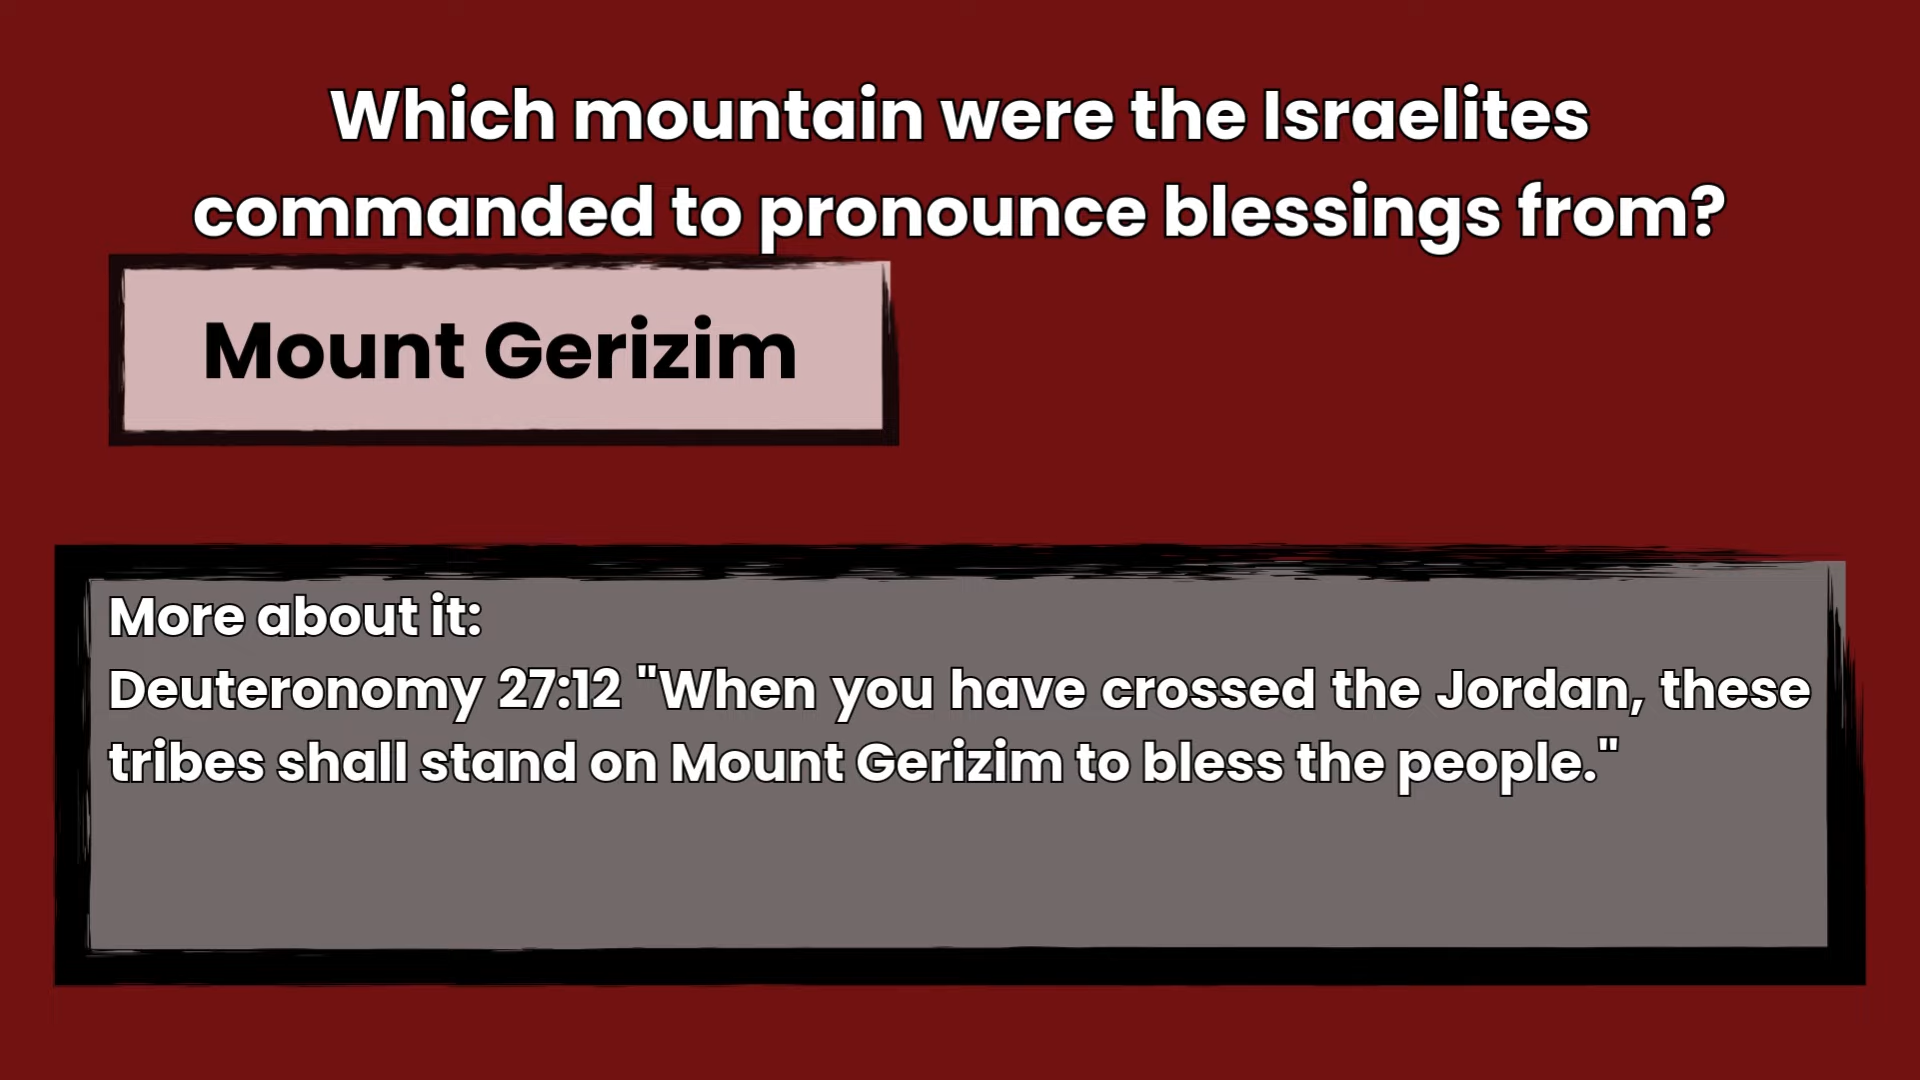 Which mountain were the Israelites
commanded to pronounce blessings from?
Mount Gerizim
More about it:
Deuteronomy 27:12 "When you have crossed the Jordan, these
tribes shall stand on Mount Gerizim to bless the people."